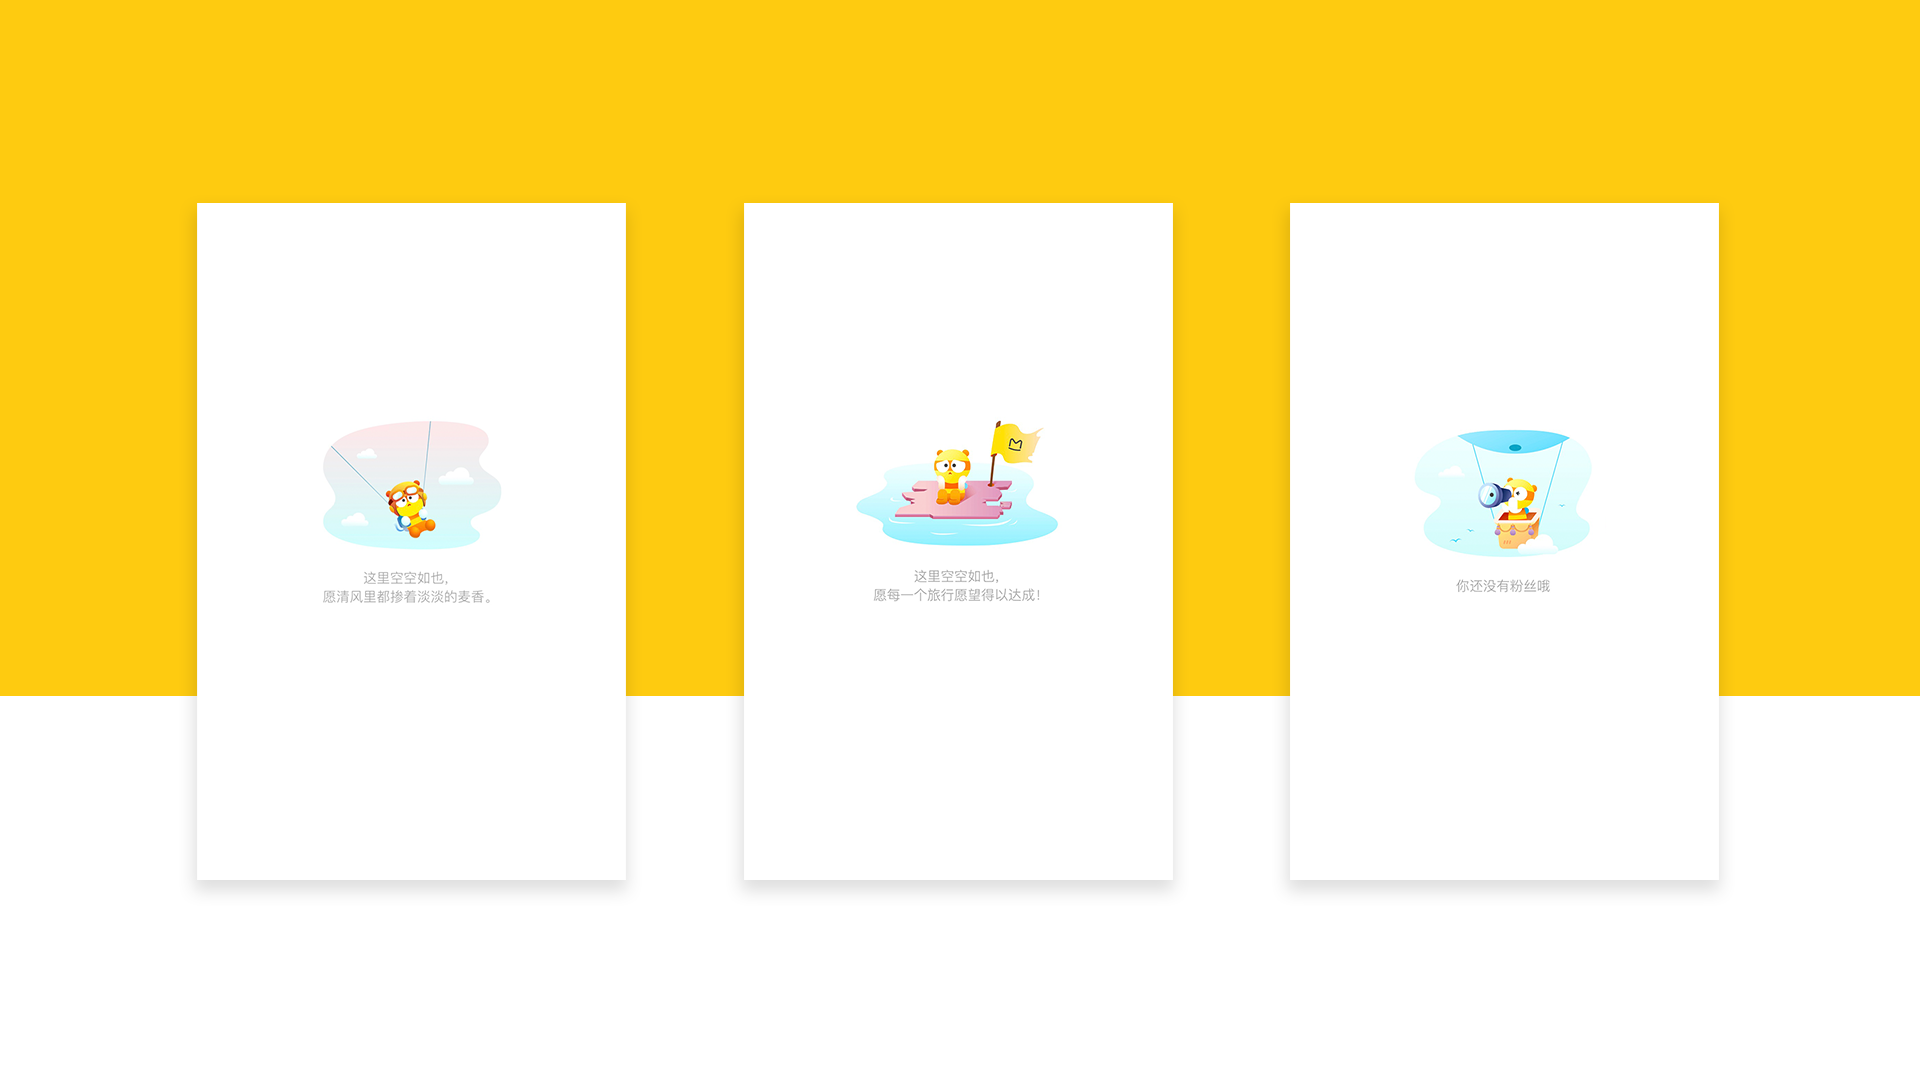 这里空空如也，
愿清风里都掺着淡淡的麦香。
这里空空如也，
愿每一个旅行愿望得以达成！
你还没有粉丝哦